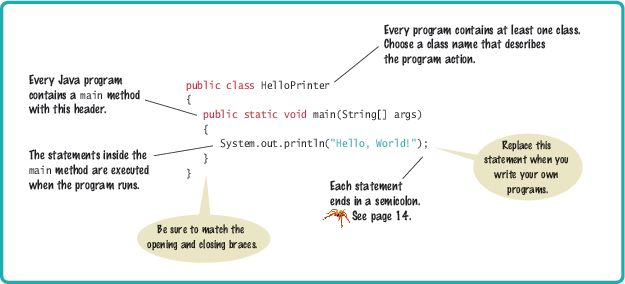 Every program contains at least one class.
Choose a class name that describes
the program action.
Every Java program
contains a main method
with this header.
public class HelloPrinter
{
public static void main(String[] args)
{
System.out.println("Hello, World!");
}
}
The statements inside the
main method are executed
when the program runs.
Replace this
statement when you
write your own
programs.
Each statement
ends in a semicolon.
See page 14.
Be sure to match the
opening and closing braces.